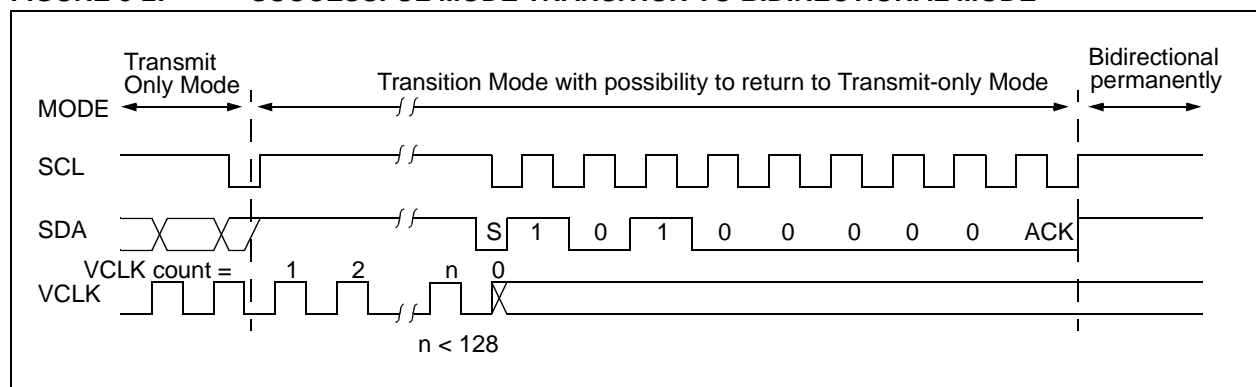 Transmit
Only Mode
Transition Mode with possibility to return to Transmit-only Mode
Bidirectional
permanently
MODE
SCL
SDA
S 1 0 1 0 0 0 0 0 ACK
VCLK count = 1 2 n 0
VCLK
n < 128